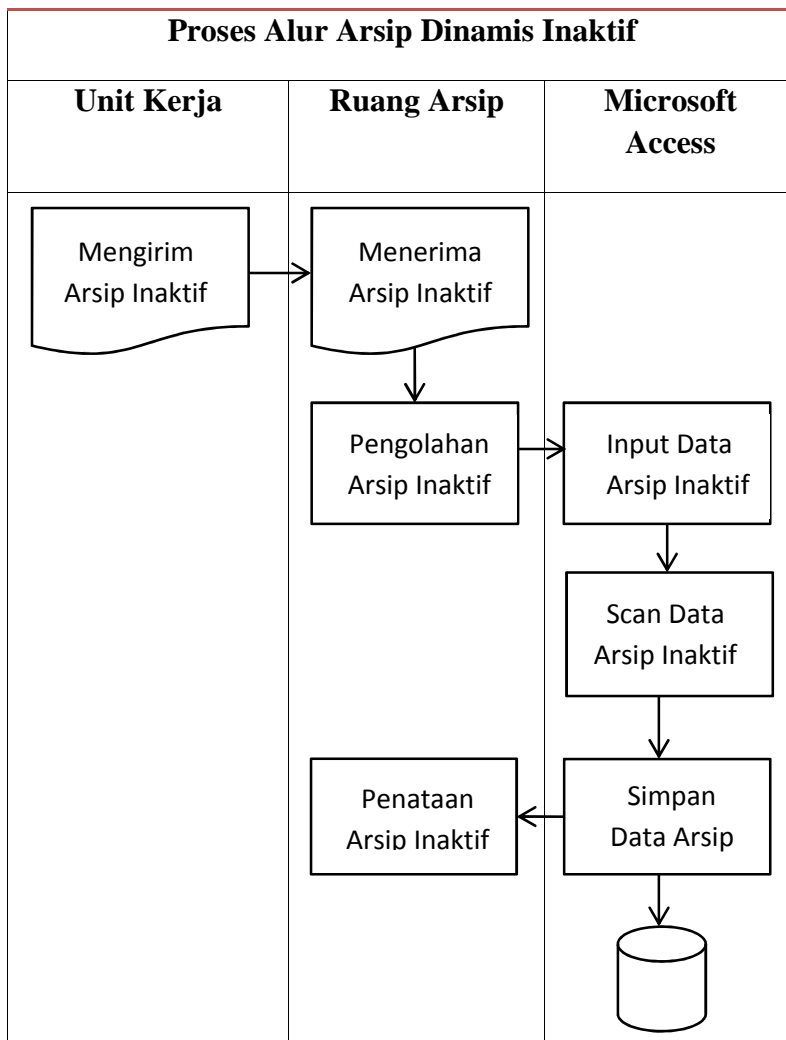 Proses Alur Arsip Dinamis Inaktif
Unit Kerja
Ruang Arsip
Microsoft
Access
Mengirim
Arsip Inaktif
Menerima
Arsip Inaktif
Pengolahan
Arsip Inaktif
Input Data
Arsip Inaktif
Scan Data
Arsip Inaktif
Penataan
Arsip Inaktif
Simpan
Data Arsip